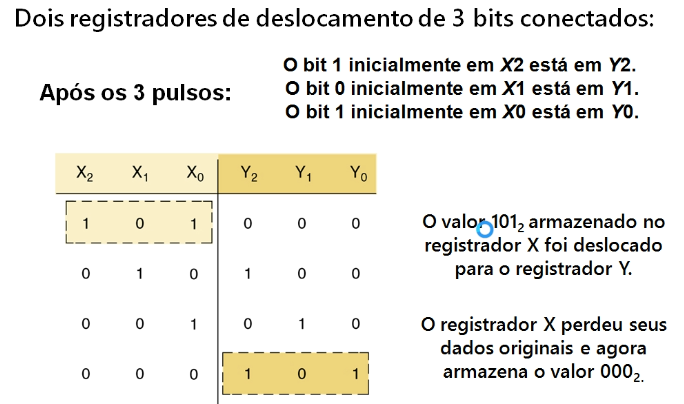 Dois registradores de deslocamento de 3 bits conectados:
Após os 3 pulsos:
O bit 1 inicialmente em X2 está em Y2.
O bit 0 inicialmente em X1 está em Y1.
O bit 1 inicialmente em X0 está em Y0.
X₂ X₁ X₀ Y₂ Y₁ Y₀
1 0 1 0 0 0
0 1 0 1 0 0
0 0 1 0 1 0
0 0 0 1 0 1
O valor 101₂ armazenado no
registrador X foi deslocado
para o registrador Y.
O registrador X perdeu seus
dados originais e agora
armazena o valor 000₂.